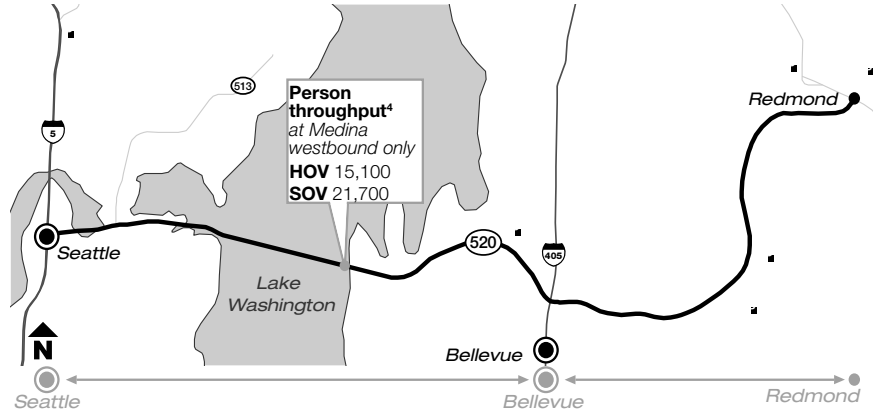 513
Person
throughput⁴
at Medina
westbound only
HOV 15,100
SOV 21,700
5
Redmond
Seattle
520
405
Lake
Washington
N
Bellevue
Seattle
Bellevue
Redmond